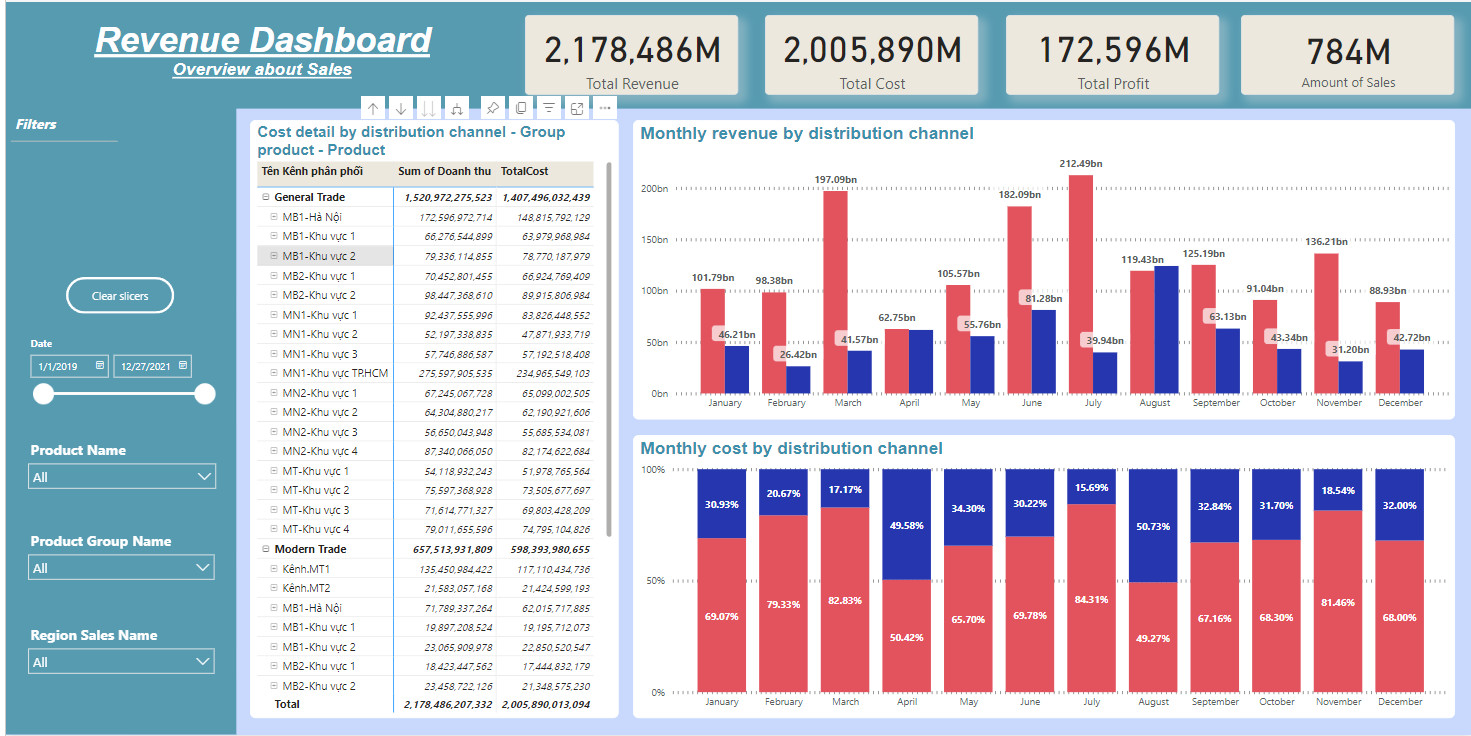 Revenue Dashboard
Overview about Sales
2,178,486M
Total Revenue
2,005,890M
Total Cost
172,596M
Total Profit
784M
Amount of Sales
Filters
Clear slicers
Date
1/1/2019 12/27/2021
Product Name
All
Product Group Name
All
Region Sales Name
All
Cost detail by distribution channel - Group
product - Product
Tên Kênh phân phối Sum of Doanh thu TotalCost
General Trade 1,520,972,275,523 1,407,496,032,439
MB1-Hà Nội 172,596,972,714 148,815,792,129
MB1-Khu vực 1 66,276,544,899 63,979,968,984
MB1-Khu vực 2 79,336,114,855 78,770,187,979
MB2-Khu vực 1 70,452,801,455 66,924,769,409
MB2-Khu vực 2 98,447,368,610 89,915,806,984
MN1-Khu vực 1 92,437,555,996 83,826,448,552
MN1-Khu vực 2 52,197,338,835 47,871,933,719
MN1-Khu vực 3 57,746,886,587 57,192,518,408
MN1-Khu vực TP.HCM 275,597,905,535 234,965,549,103
MN2-Khu vực 1 67,245,067,728 65,099,002,505
MN2-Khu vực 2 64,304,880,217 62,190,921,606
MN2-Khu vực 3 56,650,043,948 55,685,534,081
MN2-Khu vực 4 87,340,066,050 82,174,622,684
MT-Khu vực 1 54,118,932,243 51,978,765,564
MT-Khu vực 2 75,597,368,928 73,505,677,697
MT-Khu vực 3 71,614,771,327 69,803,428,209
MT-Khu vực 4 79,011,655,596 74,795,104,826
Modern Trade 657,513,931,809 598,393,980,655
Kênh.MT1 135,450,984,422 117,110,434,736
Kênh.MT2 21,583,057,168 21,424,599,193
MB1-Hà Nội 71,789,337,264 62,015,717,885
MB1-Khu vực 1 19,897,208,524 19,195,712,073
MB1-Khu vực 2 23,065,909,978 22,850,520,547
MB2-Khu vực 1 18,423,447,562 17,444,832,179
MB2-Khu vực 2 23,458,722,126 21,348,575,230
Total 2,178,486,207,332 2,005,890,013,094
Monthly revenue by distribution channel
200bn
150bn
100bn
50bn
0bn
101.79bn 46.21bn
98.38bn 26.42bn
197.09bn 41.57bn
62.75bn
105.57bn 55.76bn
182.09bn 81.28bn
212.49bn 39.94bn
119.43bn
125.19bn 63.13bn
91.04bn 43.34bn
136.21bn 31.20bn
88.93bn 42.72bn
January February March April May June July August September October November December
Monthly cost by distribution channel
100%
50%
0%
30.93% 20.67% 17.17% 49.58% 34.30% 30.22% 15.69% 50.73% 32.84% 31.70% 18.54% 32.00%
69.07% 79.33% 82.83% 50.42% 65.70% 69.78% 84.31% 49.27% 67.16% 68.30% 81.46% 68.00%
January February March April May June July August September October November December